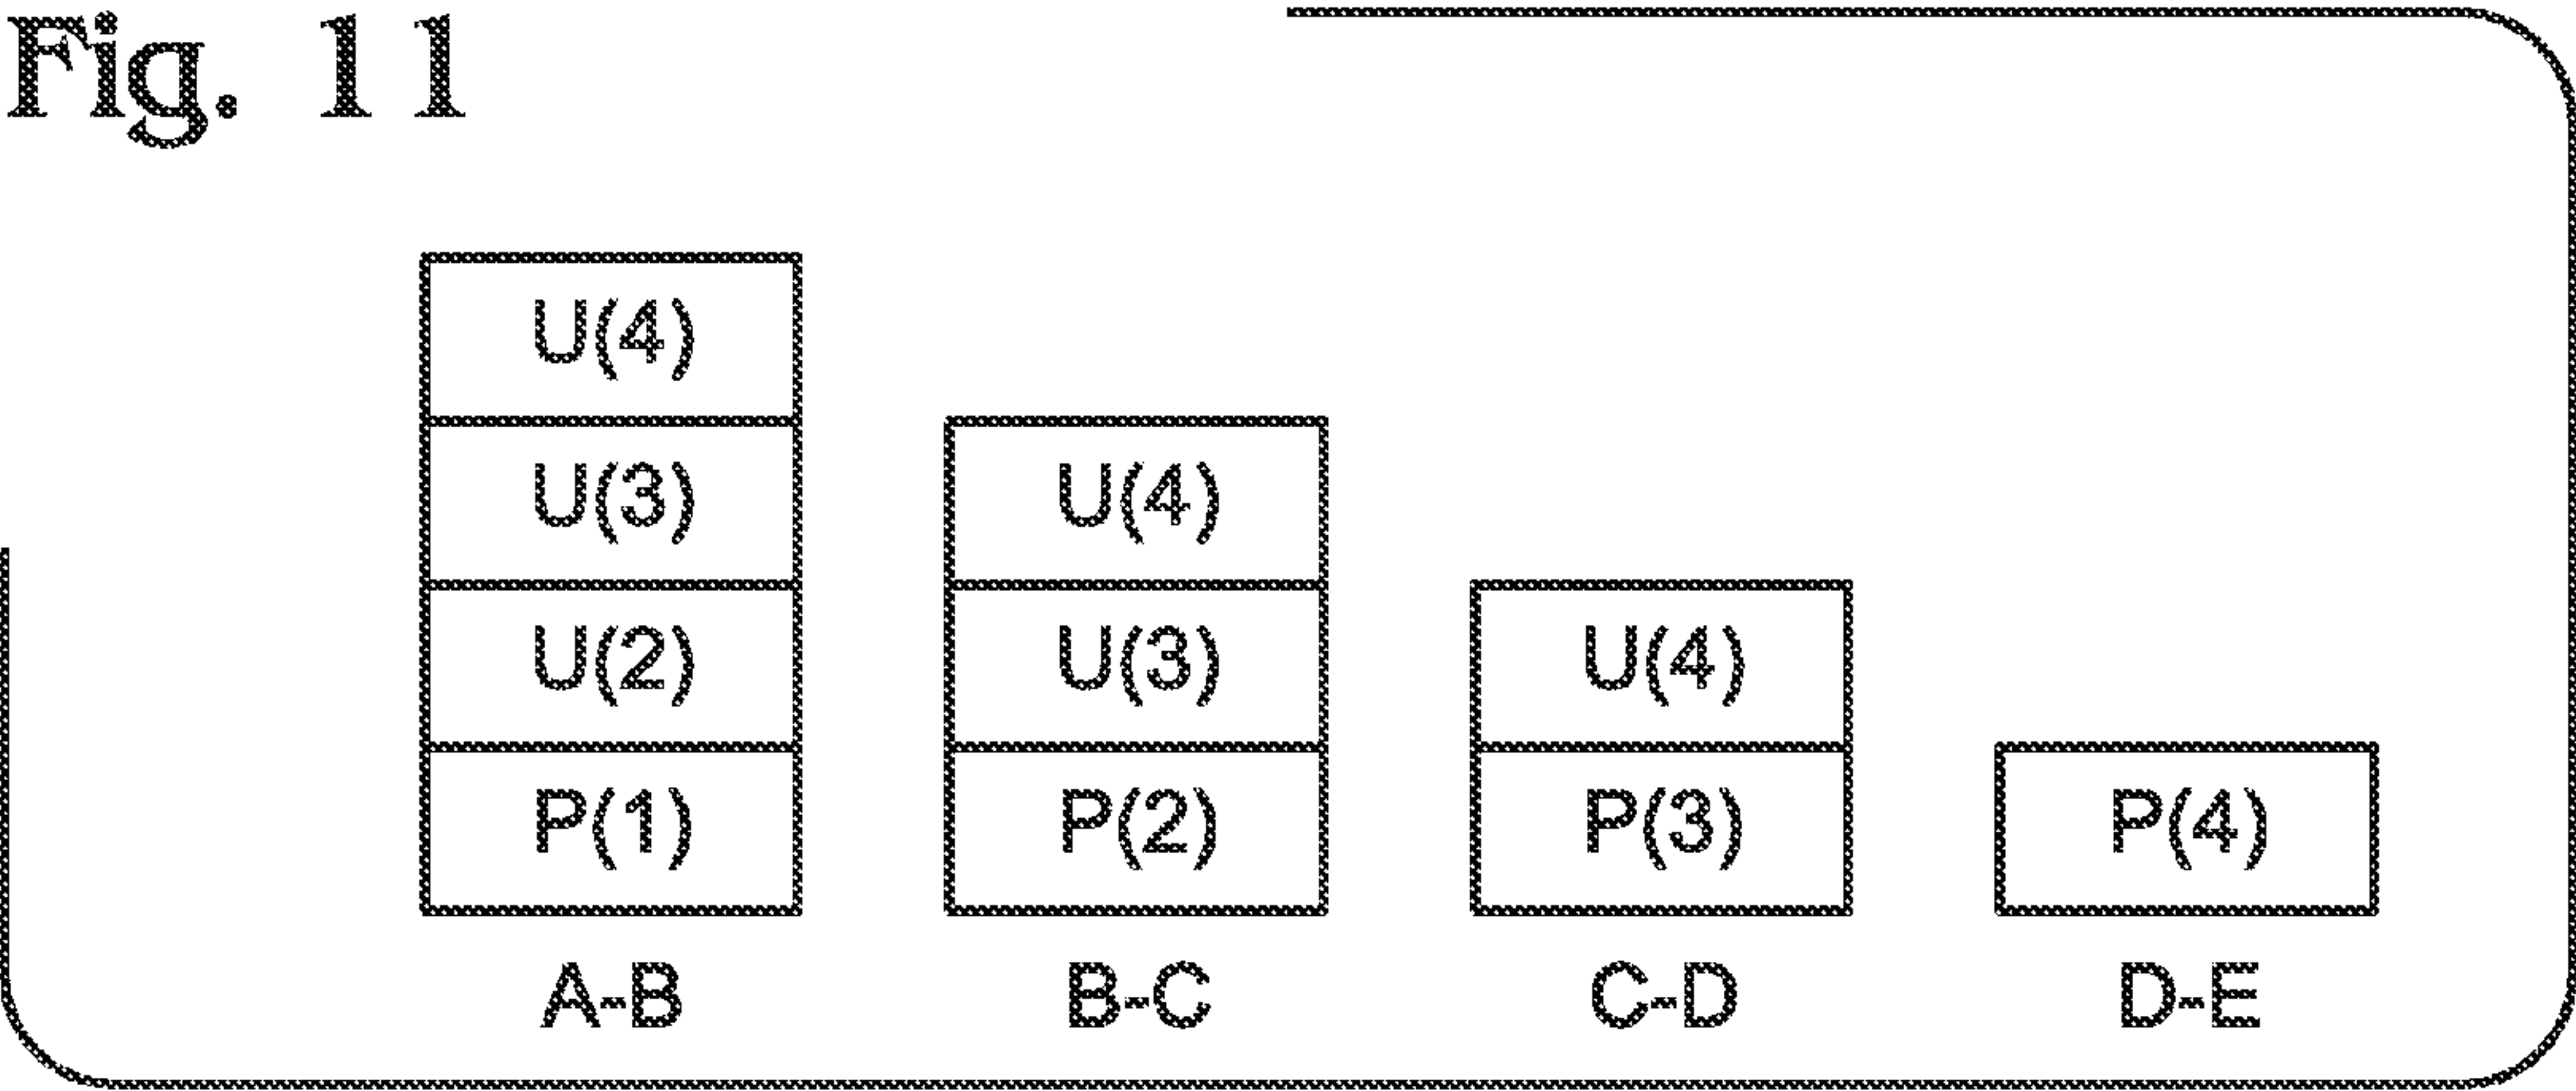 Fig. 11
U(4)
U(3) U(4)
U(2) U(3) U(4)
P(1) P(2) P(3) P(4)
A-B B-C C-D D-E